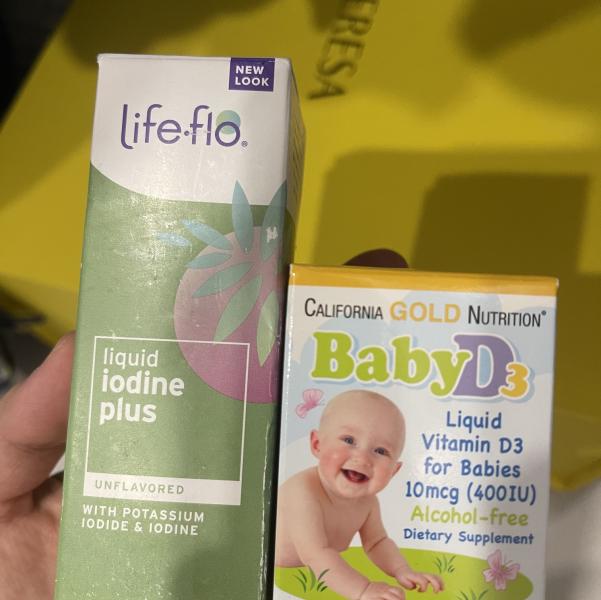 ERESA
NEW
LOOK
life-flo®
liquid
iodine
plus
UNFLAVORED
WITH POTASSIUM
IODIDE & IODINE
CALIFORNIA GOLD NUTRITION®
BabyD3
Liquid
Vitamin D3
for Babies
10mcg (400IU)
Alcohol-free
Dietary Supplement